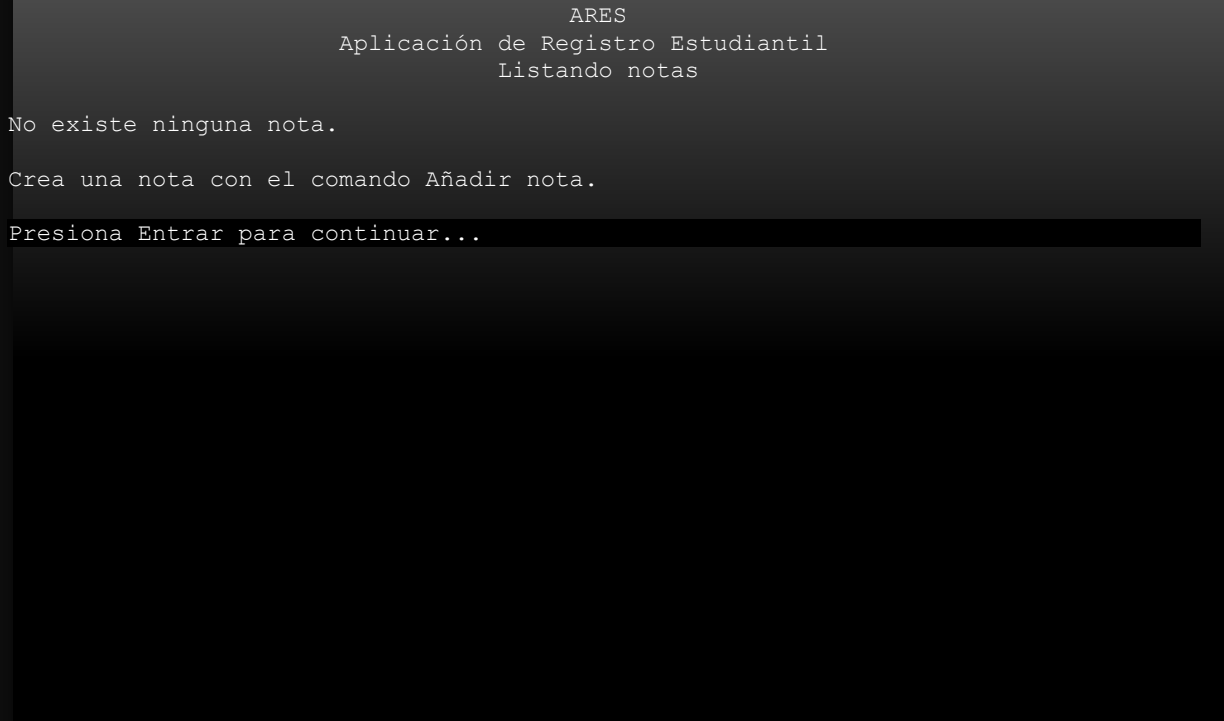 ARES
Aplicación de Registro Estudiantil
Listando notas
No existe ninguna nota.
Crea una nota con el comando Añadir nota.
Presiona Entrar para continuar...